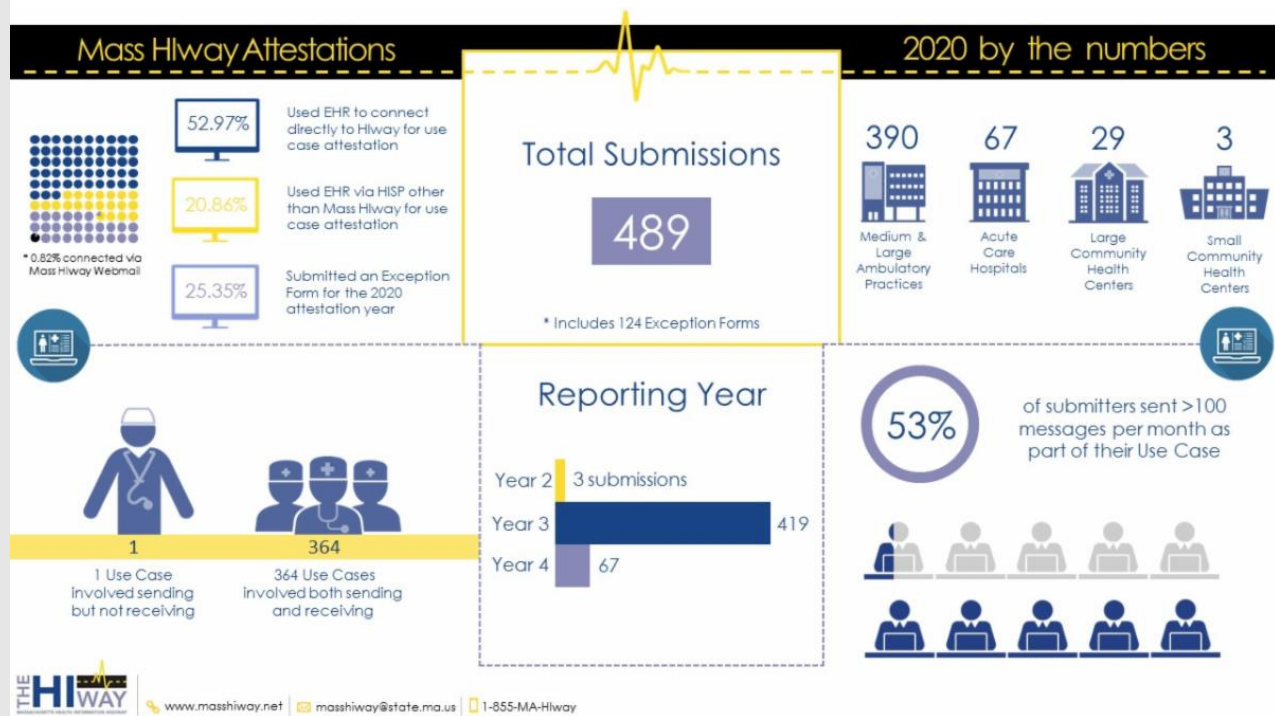 Mass HIway Attestations
2020 by the numbers
52.97%
Used EHR to connect
directly to HIway for use
case attestation
20.86%
Used EHR via HISP other
than Mass HIway for use
case attestation
* 0.82% connected via
Mass HIway Webmail
25.35%
Submitted an Exception
Form for the 2020
attestation year
Total Submissions
489
* Includes 124 Exception Forms
390
Medium &
Large
Ambulatory
Practices
67
Acute
Care
Hospitals
29
Large
Community
Health
Centers
3
Small
Community
Health
Centers
1
1 Use Case
involved sending
but not receiving
364
364 Use Cases
involved both sending
and receiving
Reporting Year
Year 2 3 submissions
Year 3 419
Year 4 67
53%
of submitters sent >100
messages per month as
part of their Use Case
THE HIWAY
MASSACHUSETTS HEALTH INFORMATION HIGHWAY
www.masshiway.net
masshiway@state.ma.us
1-855-MA-HIway